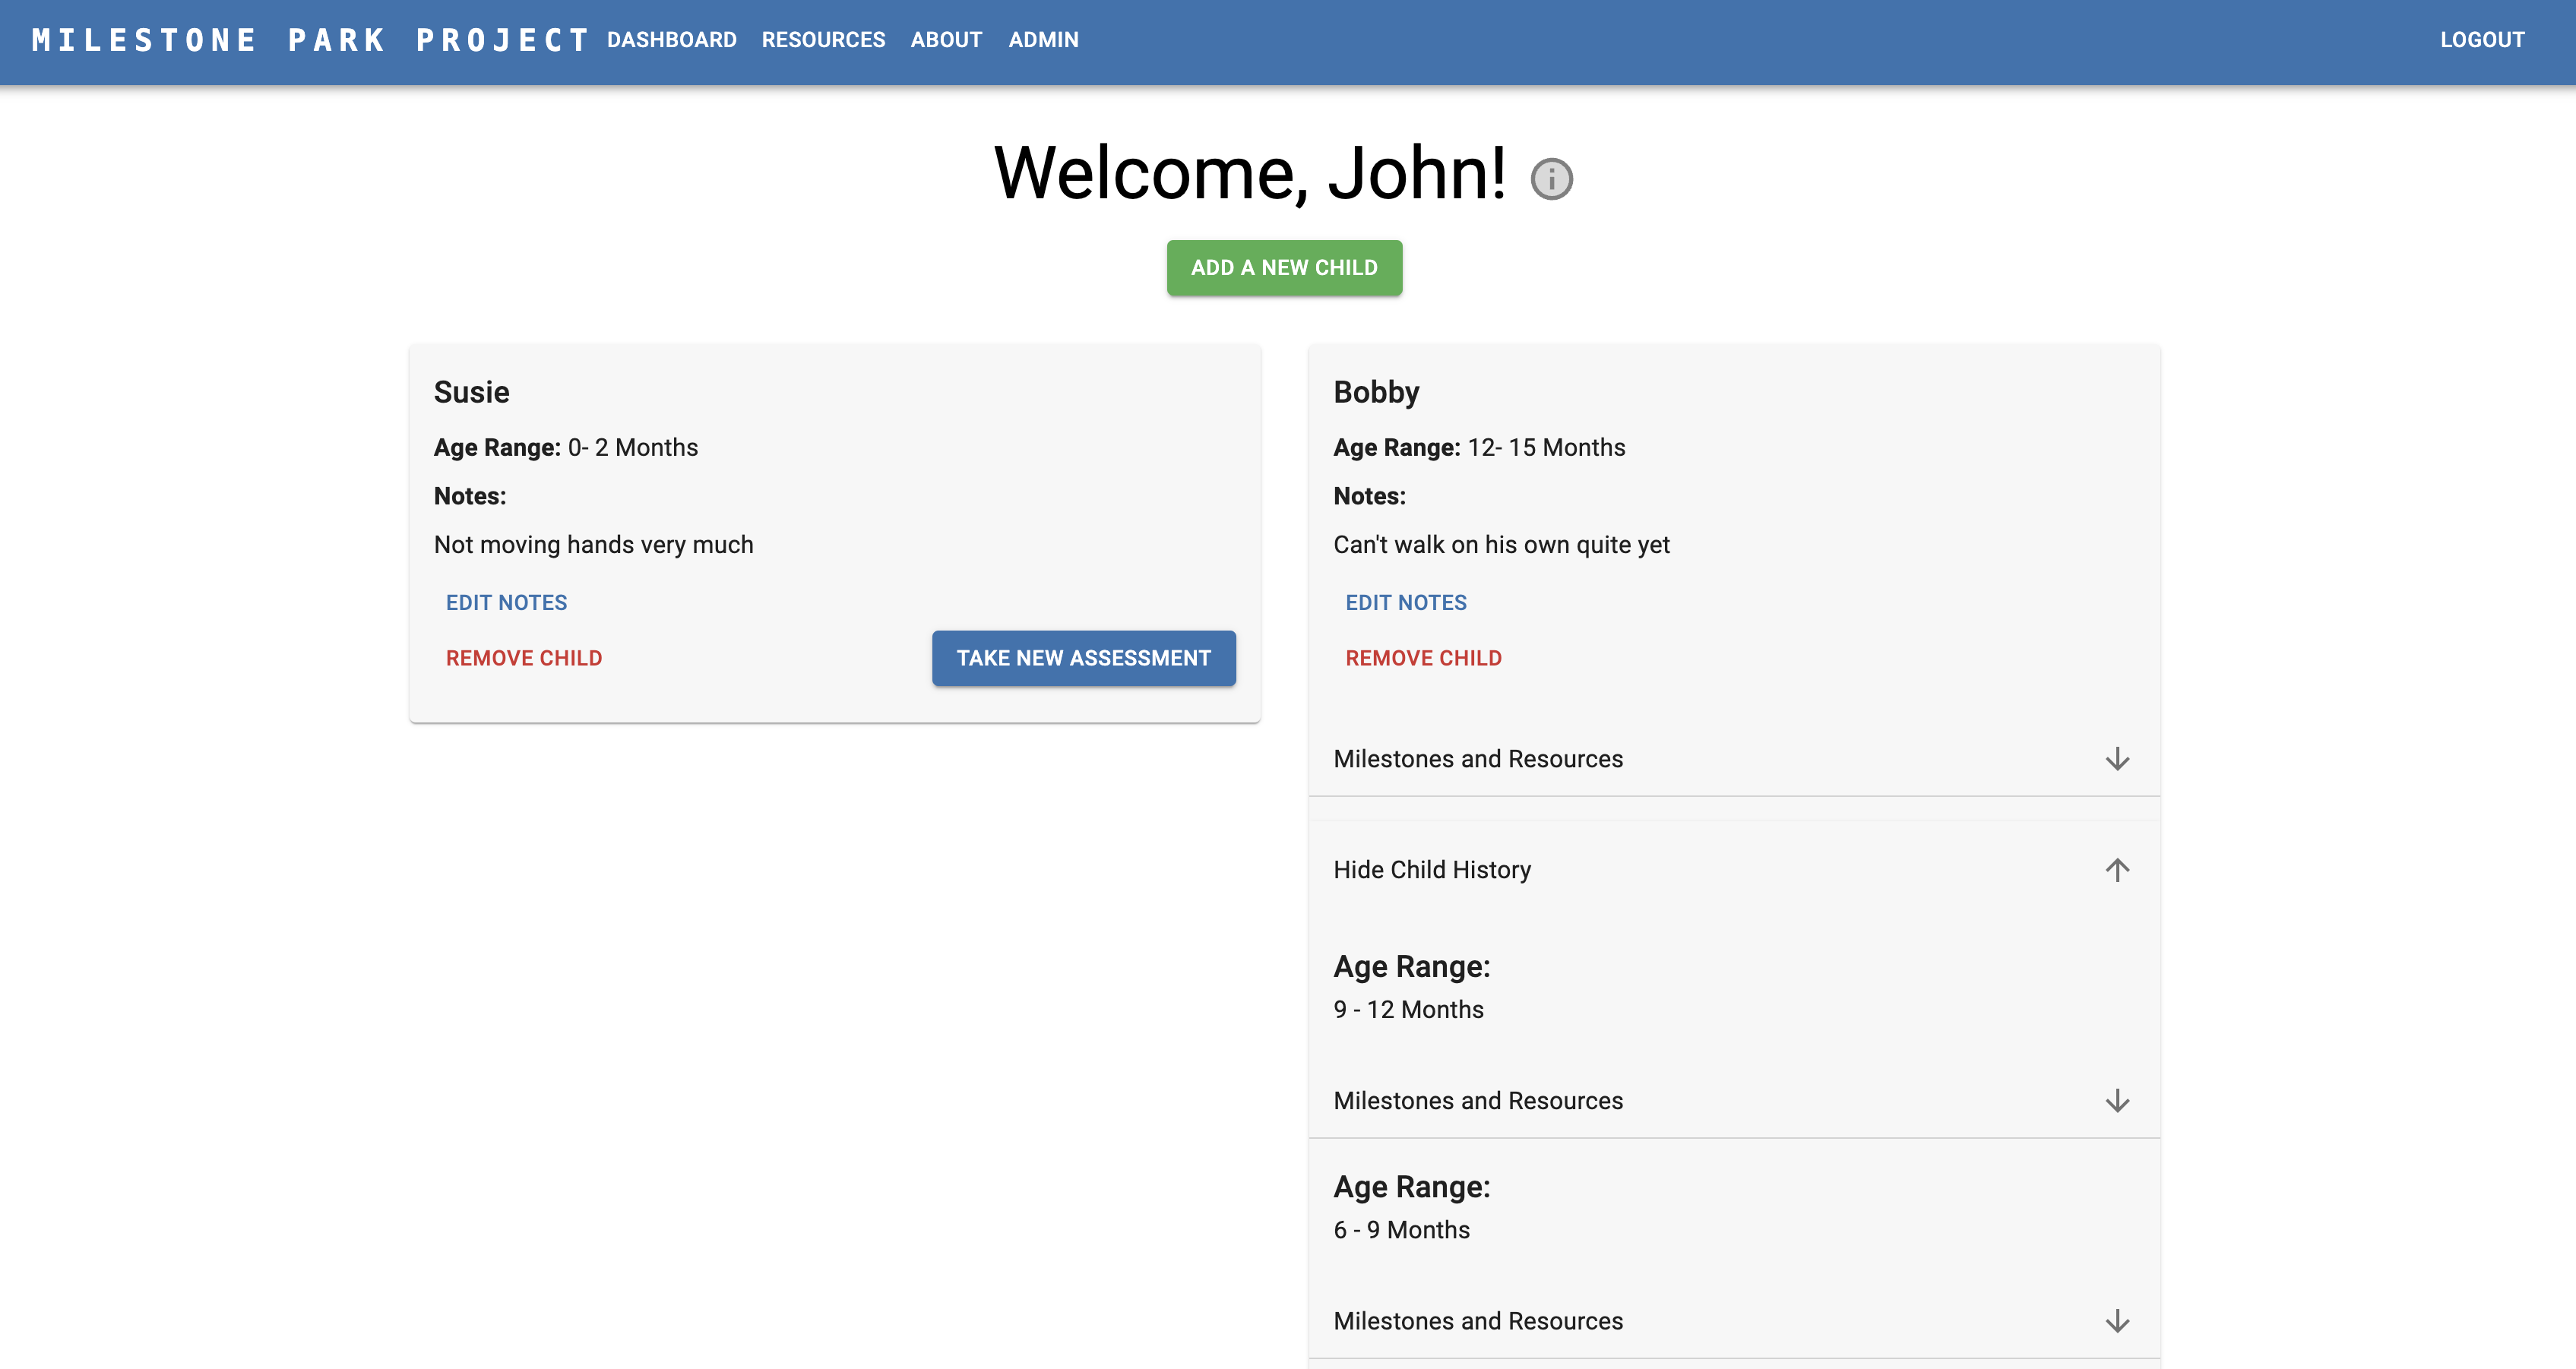 MILESTONE PARK PROJECT DASHBOARD RESOURCES ABOUT ADMIN LOGOUT
Welcome, John!
ADD A NEW CHILD
Susie
Age Range: 0- 2 Months
Notes:
Not moving hands very much
EDIT NOTES
REMOVE CHILD
TAKE NEW ASSESSMENT
Bobby
Age Range: 12- 15 Months
Notes:
Can't walk on his own quite yet
EDIT NOTES
REMOVE CHILD
Milestones and Resources
Hide Child History
Age Range:
9 - 12 Months
Milestones and Resources
Age Range:
6 - 9 Months
Milestones and Resources